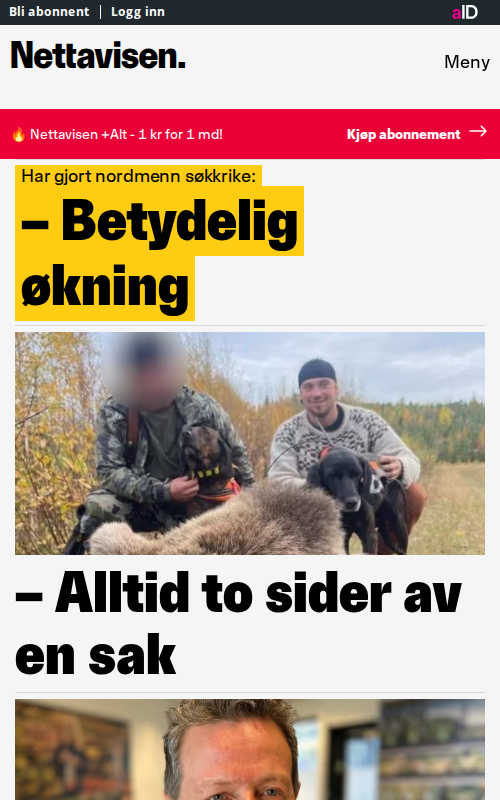 Bli abonnent | Logg inn
aID
Nettavisen.
Meny
🔥 Nettavisen +Alt - 1 kr for 1 md!
Kjøp abonnement →
Har gjort nordmenn søkkrike:
– Betydelig
økning
– Alltid to sider av
en sak